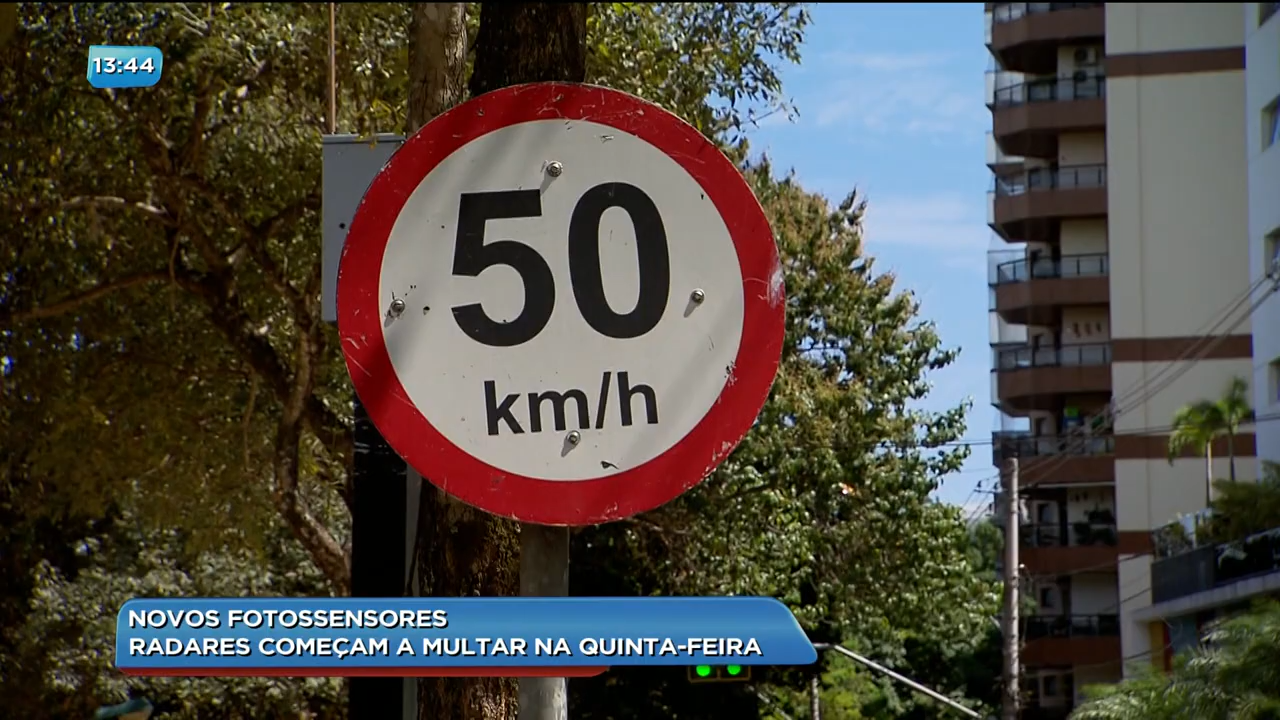 13:44
50
km/h
NOVOS FOTOSSENSORES
RADARES COMEÇAM A MULTAR NA QUINTA-FEIRA